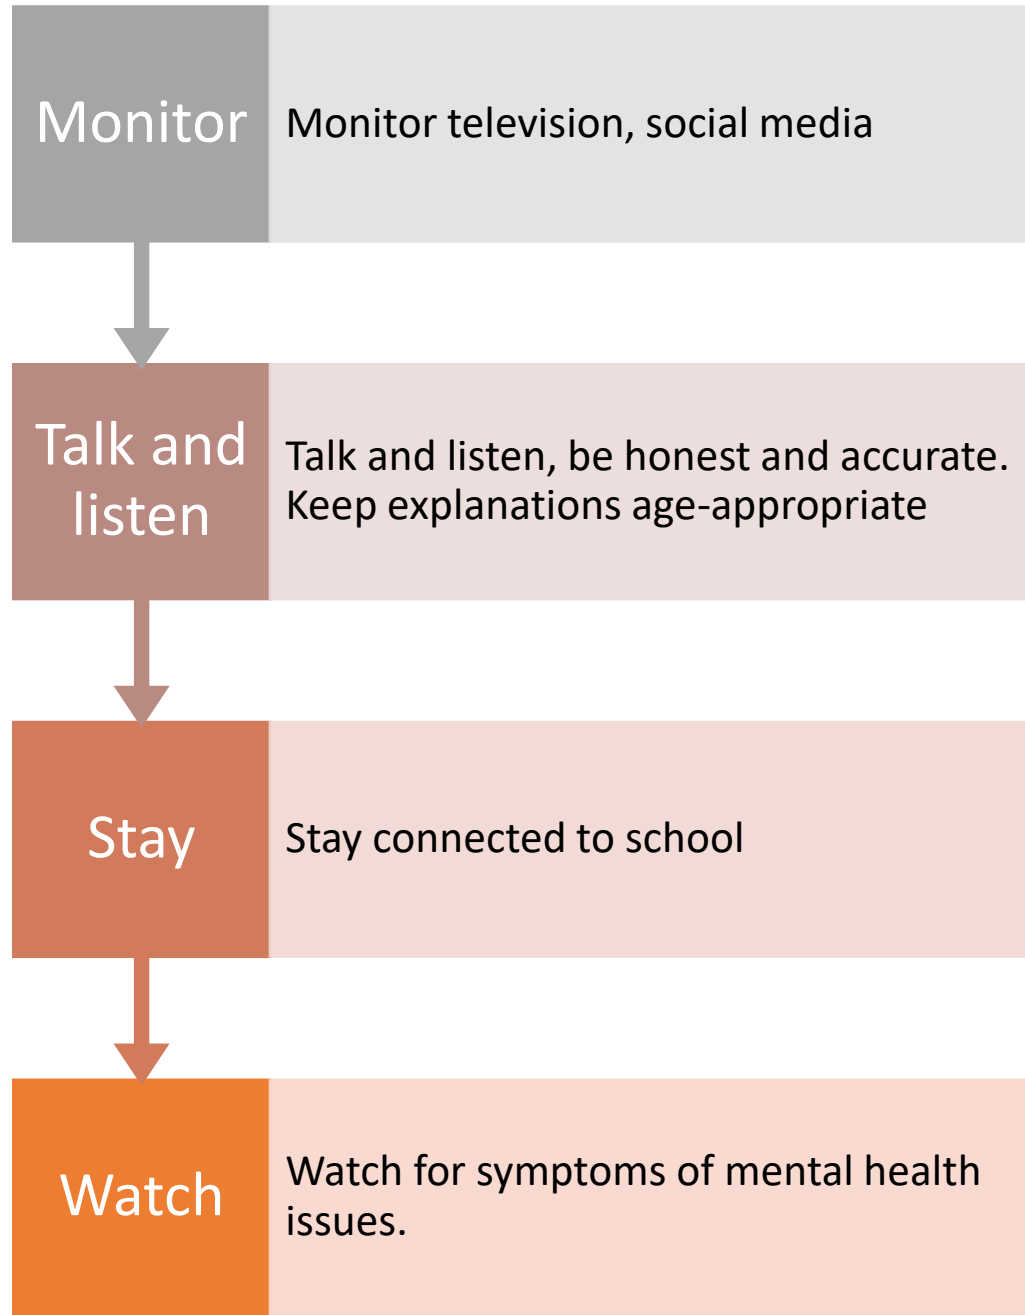 Monitor
Monitor television, social media
Talk and
listen
Talk and listen, be honest and accurate.
Keep explanations age-appropriate
Stay
Stay connected to school
Watch
Watch for symptoms of mental health
issues.